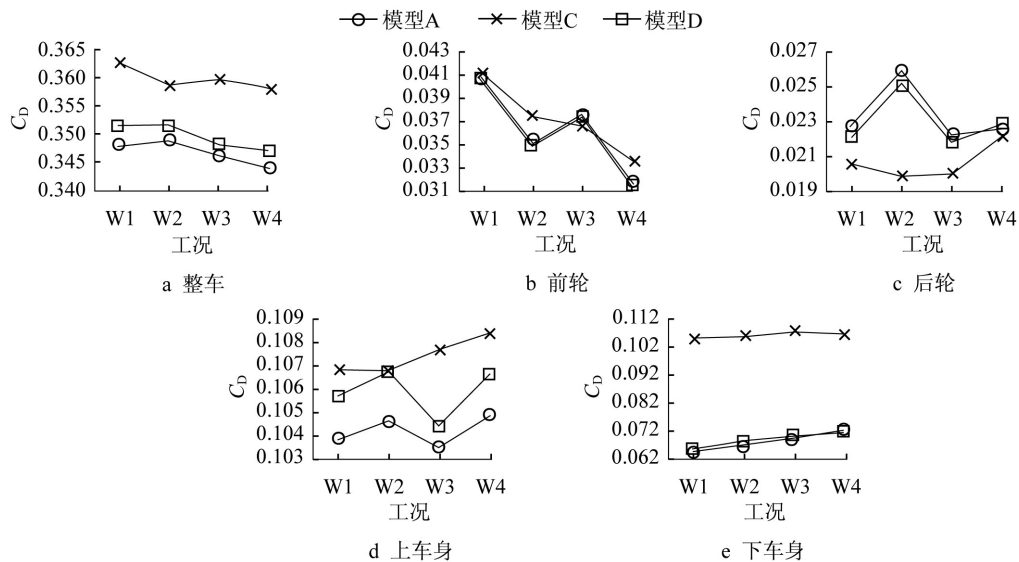 模型A 模型C 模型D
0.365
0.360
0.355
0.350
0.345
0.340
C_D
W1 W2 W3 W4
工况
a 整车
0.043
0.041
0.039
0.037
0.035
0.033
0.031
C_D
W1 W2 W3 W4
工况
b 前轮
0.027
0.025
0.023
0.021
0.019
C_D
W1 W2 W3 W4
工况
c 后轮
0.109
0.108
0.107
0.106
0.105
0.104
0.103
C_D
W1 W2 W3 W4
工况
d 上车身
0.112
0.102
0.092
0.082
0.072
0.062
C_D
W1 W2 W3 W4
工况
e 下车身